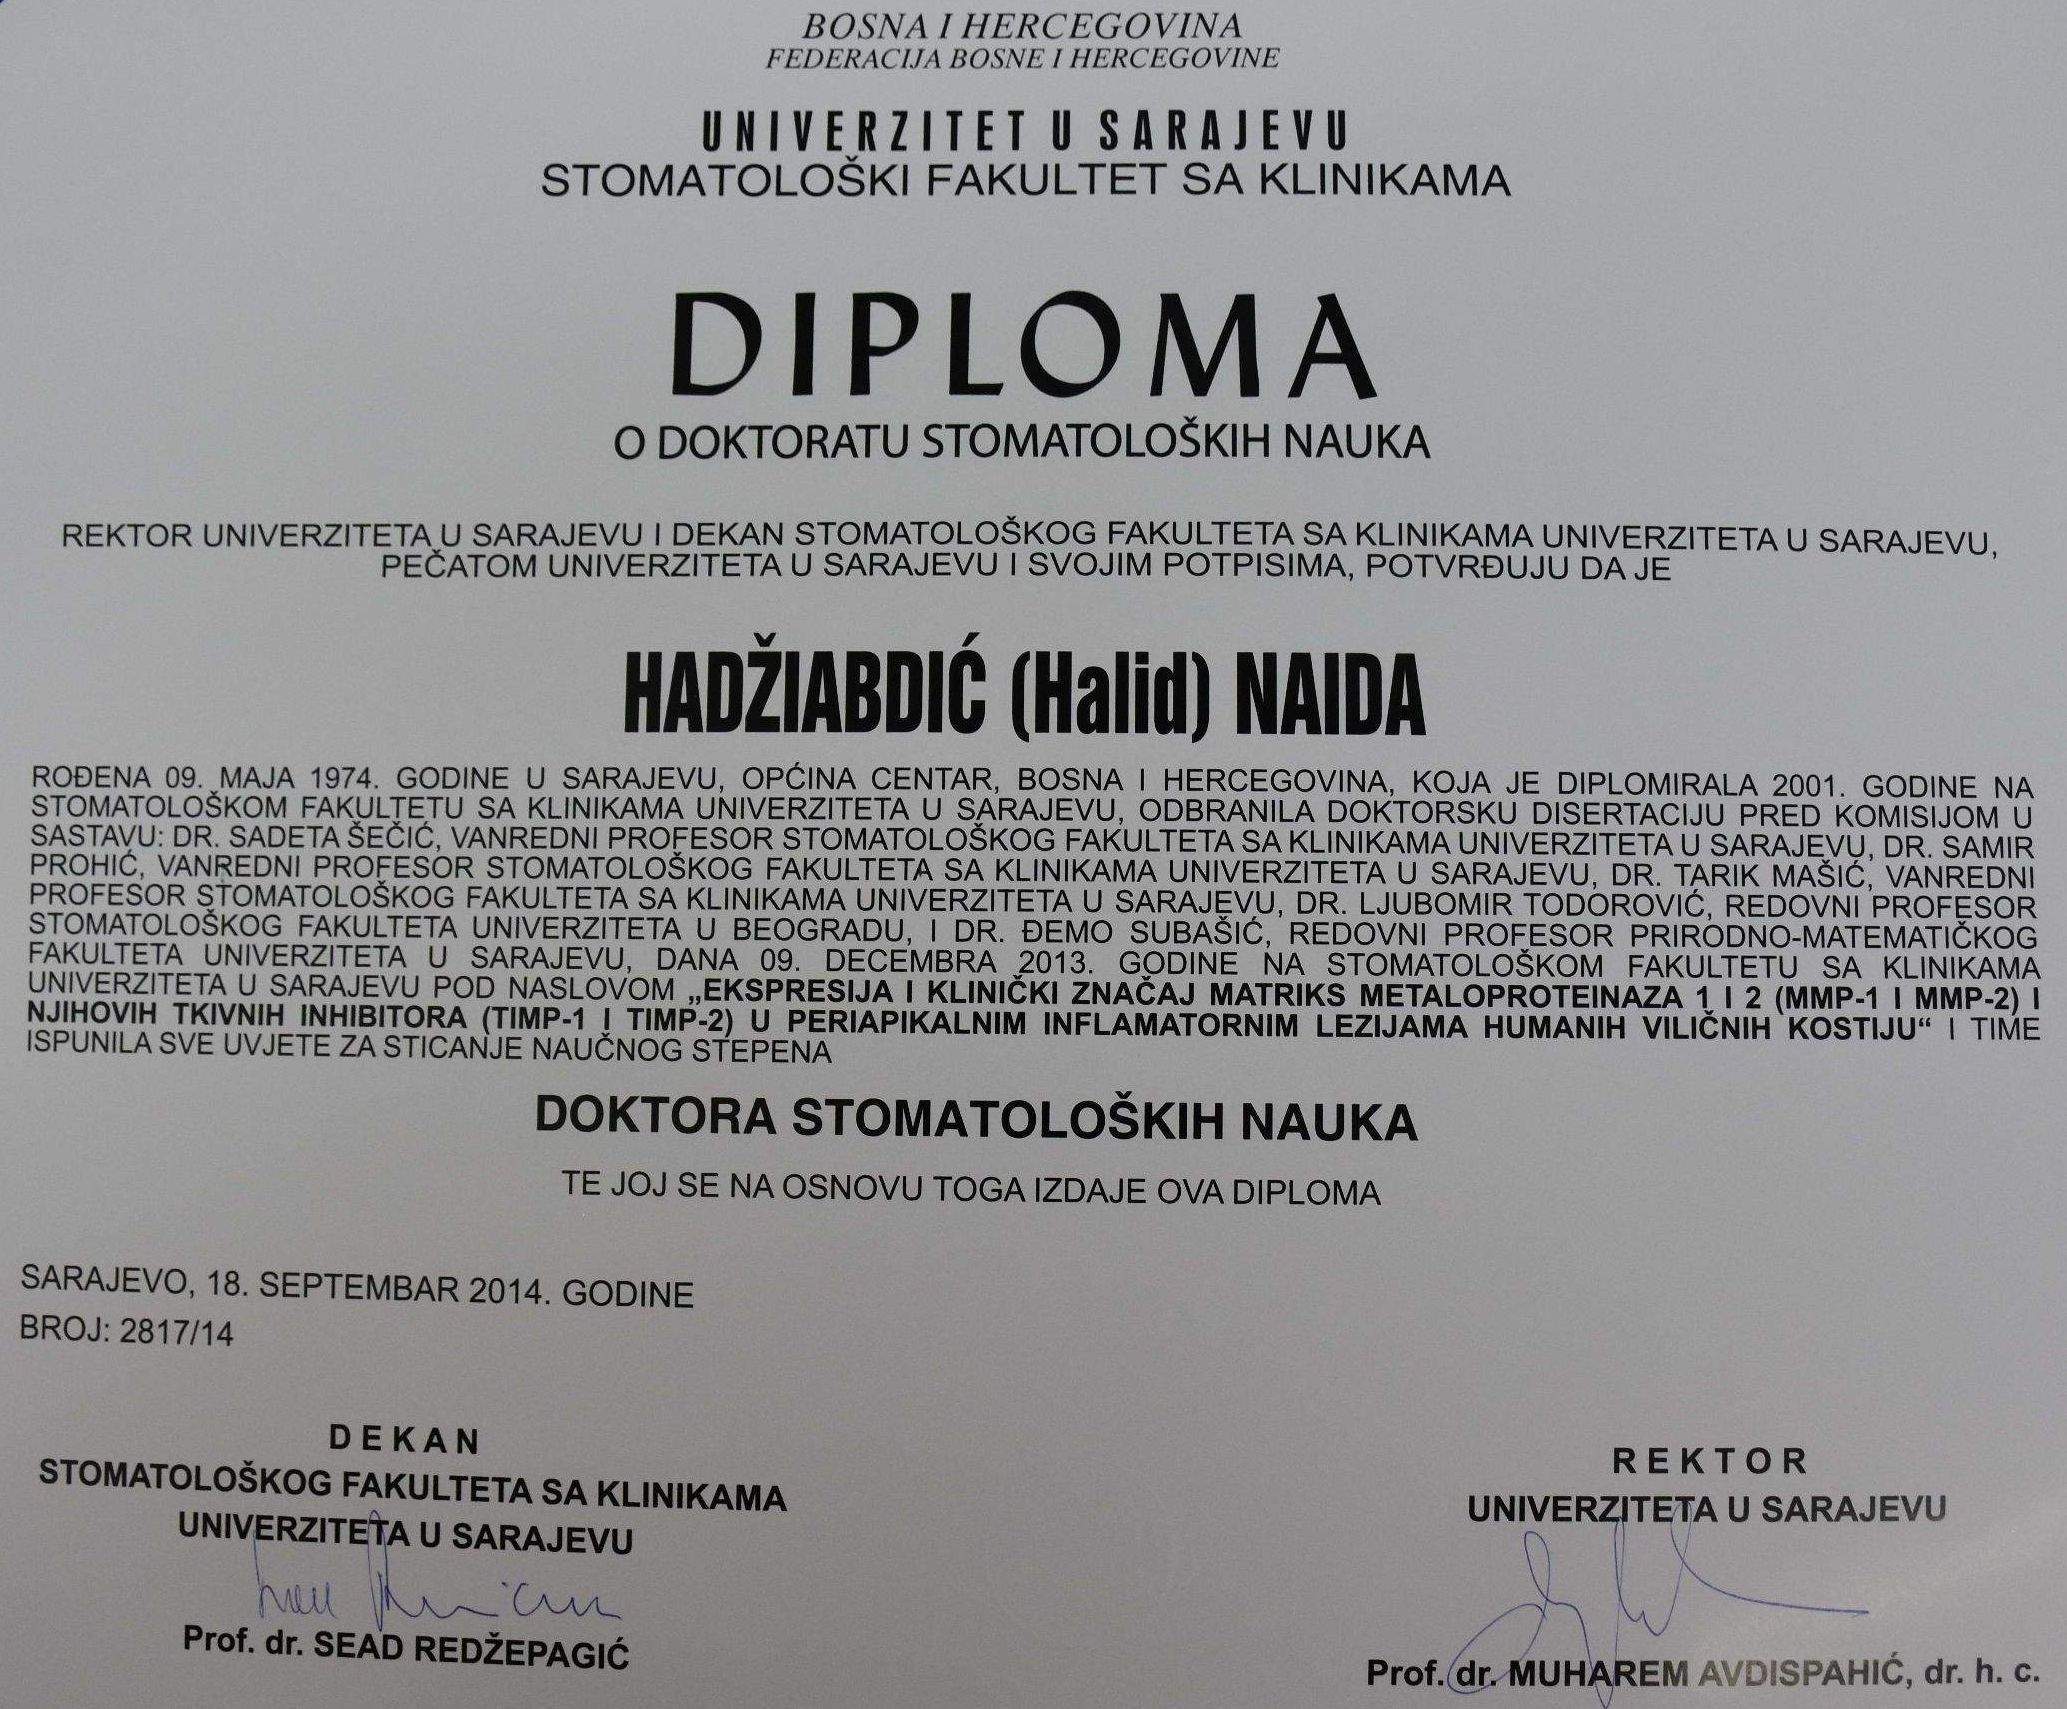 BOSNA I HERCEGOVINA
FEDERACIJA BOSNE I HERCEGOVINE
UNIVERZITET U SARAJEVU
STOMATOLOŠKI FAKULTET SA KLINIKAMA
DIPLOMA
O DOKTORATU STOMATOLOŠKIH NAUKA
REKTOR UNIVERZITETA U SARAJEVU I DEKAN STOMATOLOŠKOG FAKULTETA SA KLINIKAMA UNIVERZITETA U SARAJEVU,
PEČATOM UNIVERZITETA U SARAJEVU I SVOJIM POTPISIMA, POTVRĐUJU DA JE
HADŽIABDIĆ (Halid) NAIDA
ROĐENA 09. MAJA 1974. GODINE U SARAJEVU, OPĆINA CENTAR, BOSNA I HERCEGOVINA, KOJA JE DIPLOMIRALA 2001. GODINE NA
STOMATOLOŠKOM FAKULTETU SA KLINIKAMA UNIVERZITETA U SARAJEVU, ODBRANILA DOKTORSKU DISERTACIJU PRED KOMISIJOM U
SASTAVU: DR. SADETA ŠEČIĆ, VANREDNI PROFESOR STOMATOLOŠKOG FAKULTETA SA KLINIKAMA UNIVERZITETA U SARAJEVU, DR. SAMIR
PROHIĆ, VANREDNI PROFESOR STOMATOLOŠKOG FAKULTETA SA KLINIKAMA UNIVERZITETA U SARAJEVU, DR. TARIK MAŠIĆ, VANREDNI
PROFESOR STOMATOLOŠKOG FAKULTETA SA KLINIKAMA UNIVERZITETA U SARAJEVU, DR. LJUBOMIR TODOROVIĆ, REDOVNI PROFESOR
STOMATOLOŠKOG FAKULTETA UNIVERZITETA U BEOGRADU, I DR. ĐEMO SUBAŠIĆ, REDOVNI PROFESOR PRIRODNO-MATEMATIČKOG
FAKULTETA UNIVERZITETA U SARAJEVU, DANA 09. DECEMBRA 2013. GODINE NA STOMATOLOŠKOM FAKULTETU SA KLINIKAMA
UNIVERZITETA U SARAJEVU POD NASLOVOM „EKSPRESIJA I KLINIČKI ZNAČAJ MATRIKS METALOPROTEINAZA 1 I 2 (MMP-1 I MMP-2) I
NJIHOVIH TKIVNIH INHIBITORA (TIMP-1 I TIMP-2) U PERIAPIKALNIM INFLAMATORNIM LEZIJAMA HUMANIH VILIČNIH KOSTIJU“ I TIME
ISPUNILA SVE UVJETE ZA STICANJE NAUČNOG STEPENA
DOKTORA STOMATOLOŠKIH NAUKA
TE JOJ SE NA OSNOVU TOGA IZDAJE OVA DIPLOMA
SARAJEVO, 18. SEPTEMBAR 2014. GODINE
BROJ: 2817/14
DEKAN
STOMATOLOŠKOG FAKULTETA SA KLINIKAMA
UNIVERZITETA U SARAJEVU
Prof. dr. SEAD REDŽEPAGIĆ
REKTOR
UNIVERZITETA U SARAJEVU
Prof. dr. MUHAREM AVDISPAHIĆ, dr. h. c.